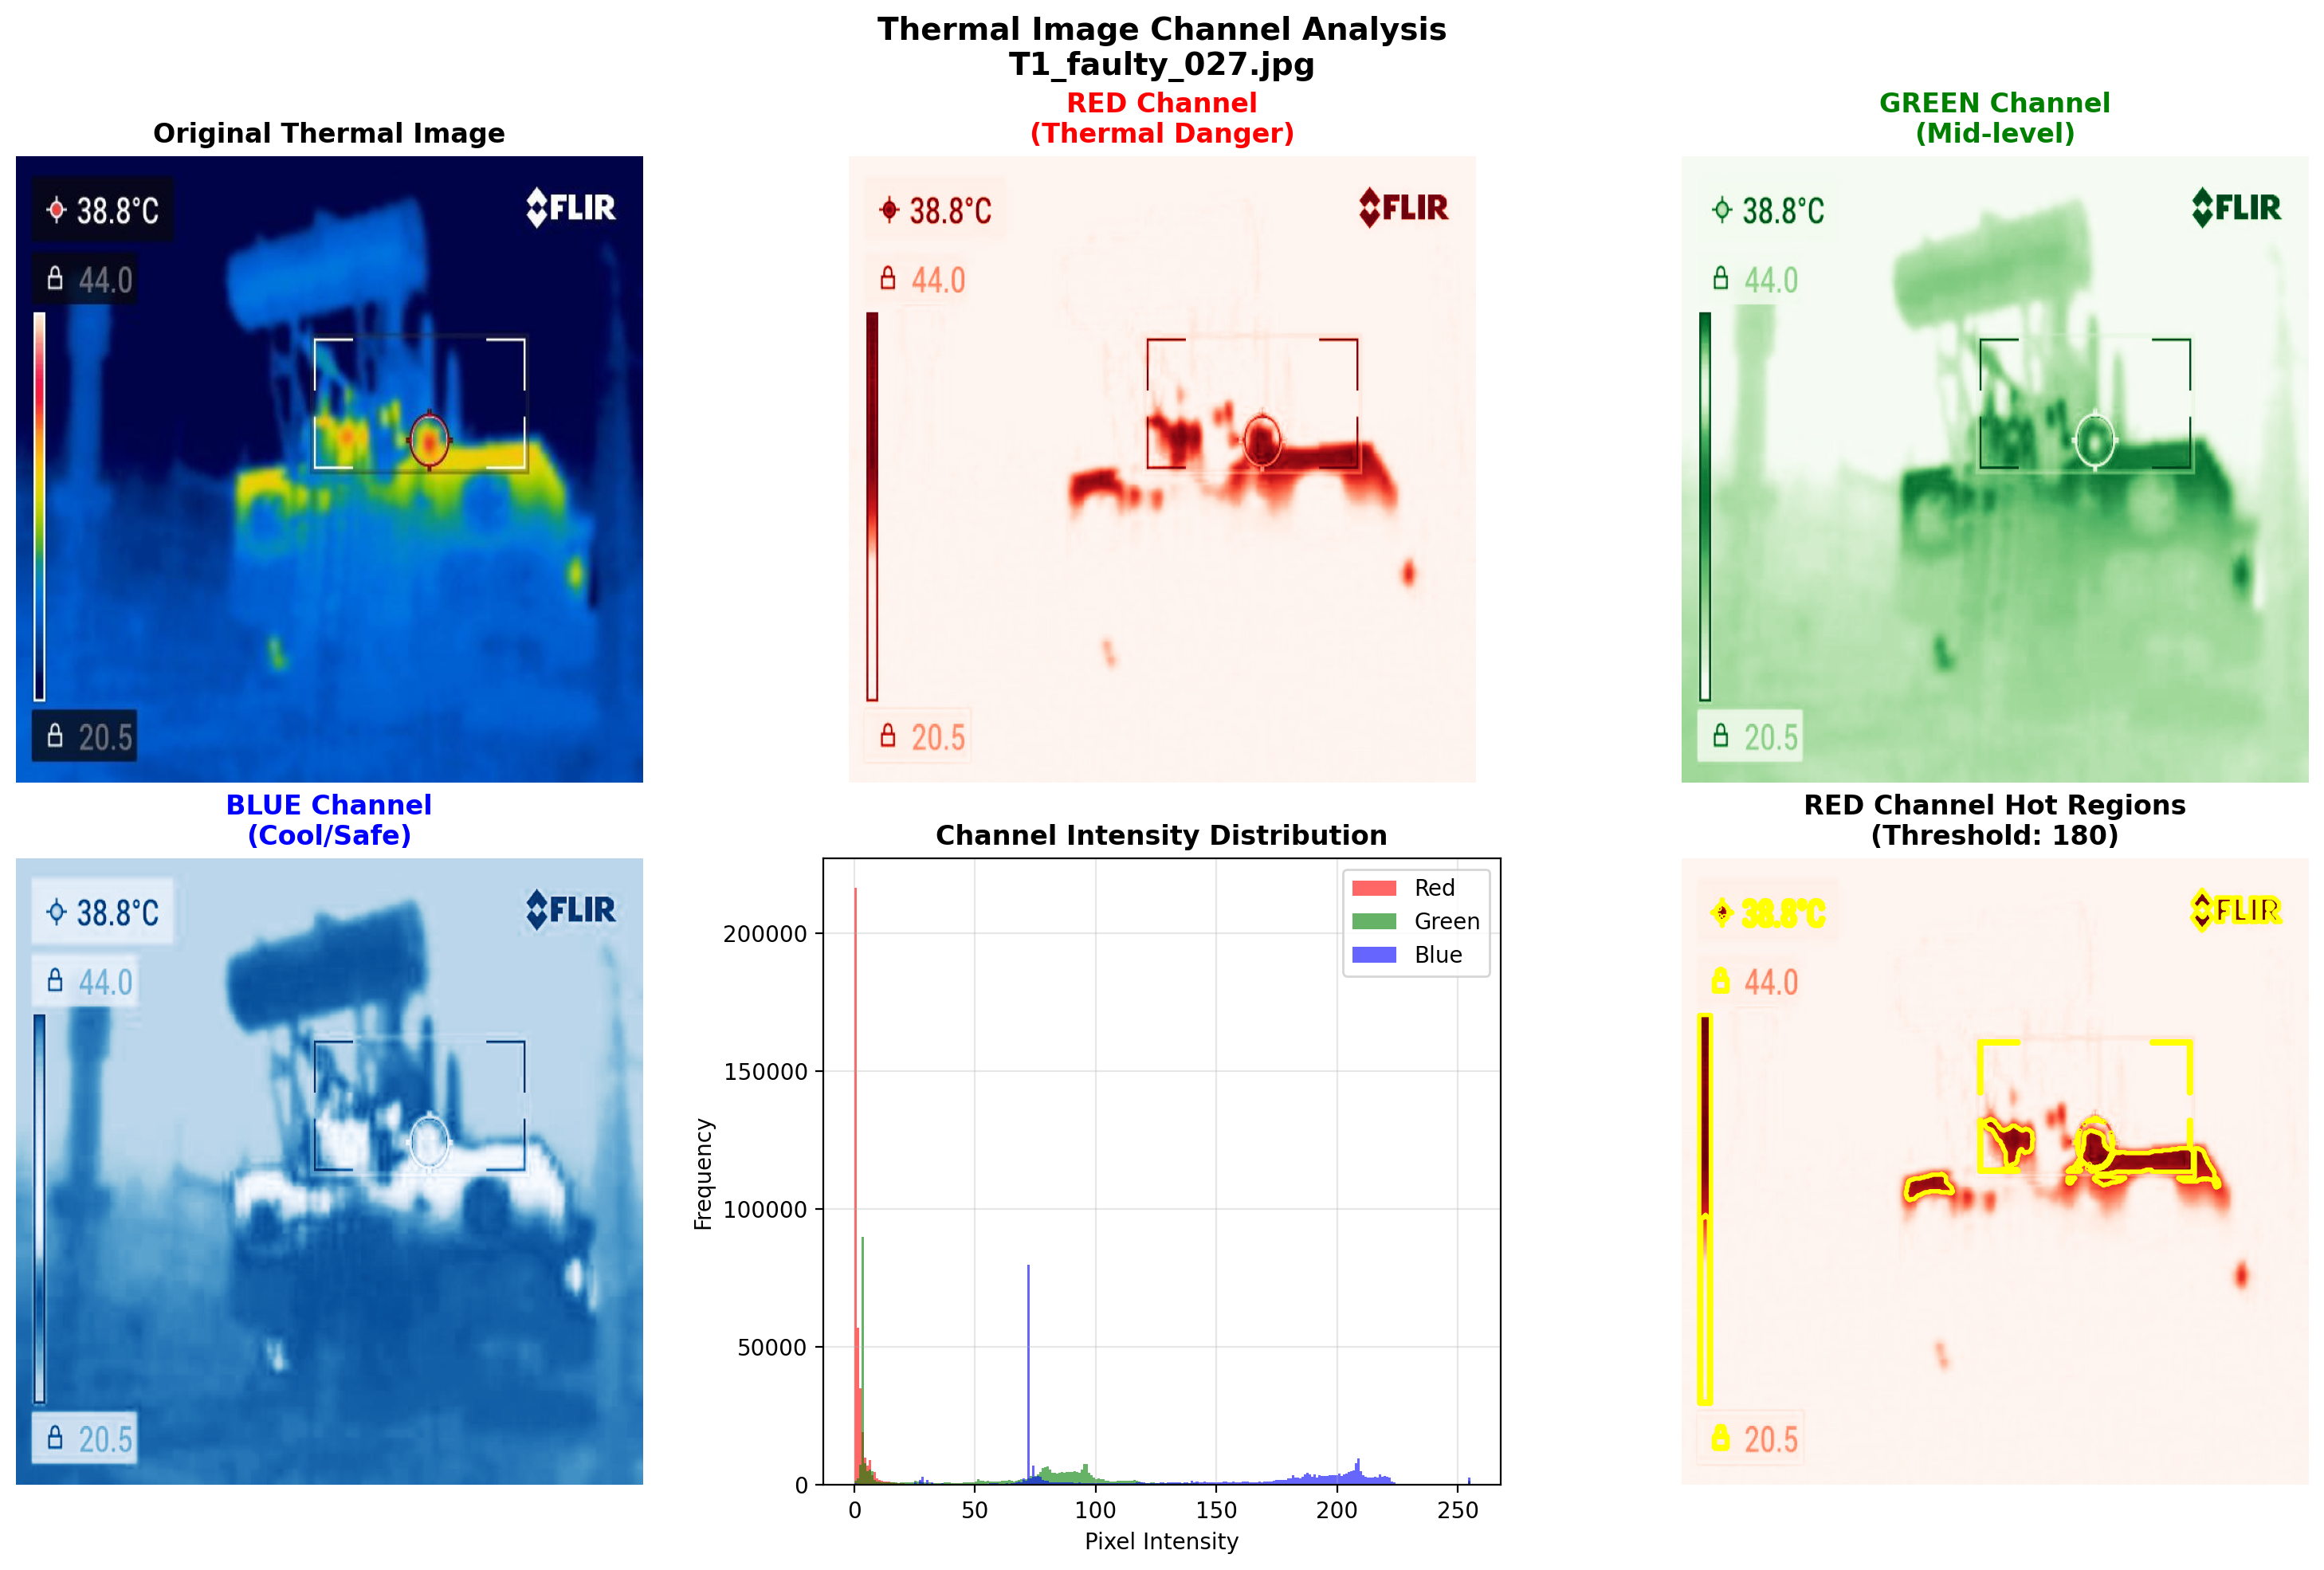 Thermal Image Channel Analysis
T1_faulty_027.jpg
Original Thermal Image
RED Channel
(Thermal Danger)
GREEN Channel
(Mid-level)
38.8°C
FLIR
44.0
20.5
38.8°C
FLIR
44.0
20.5
38.8°C
FLIR
44.0
20.5
BLUE Channel
(Cool/Safe)
Channel Intensity Distribution
RED Channel Hot Regions
(Threshold: 180)
38.8°C
FLIR
44.0
20.5
Red
Green
Blue
200000
150000
100000
50000
0
Frequency
0 50 100 150 200 250
Pixel Intensity
38.8°C
FLIR
44.0
20.5